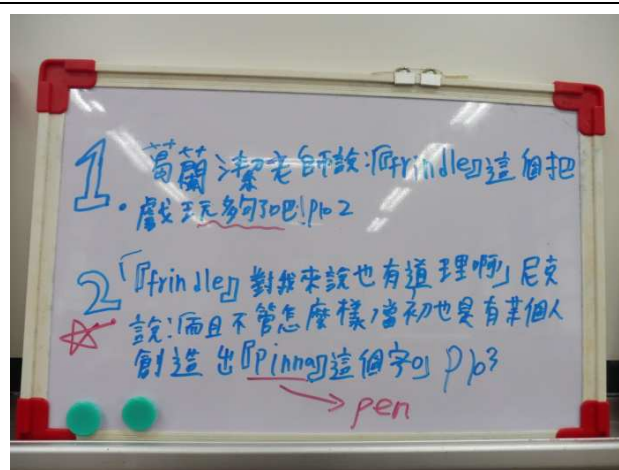 1. 葛蘭潔老師說:「『frindle』這個把
戲玩多夠了吧!P102
2 「『frindle』對我來說也有道理啊」尼克
說:「而且不管怎麼樣,當初也是有某個人
創造出『pinna』這個字。」P103
→ pen